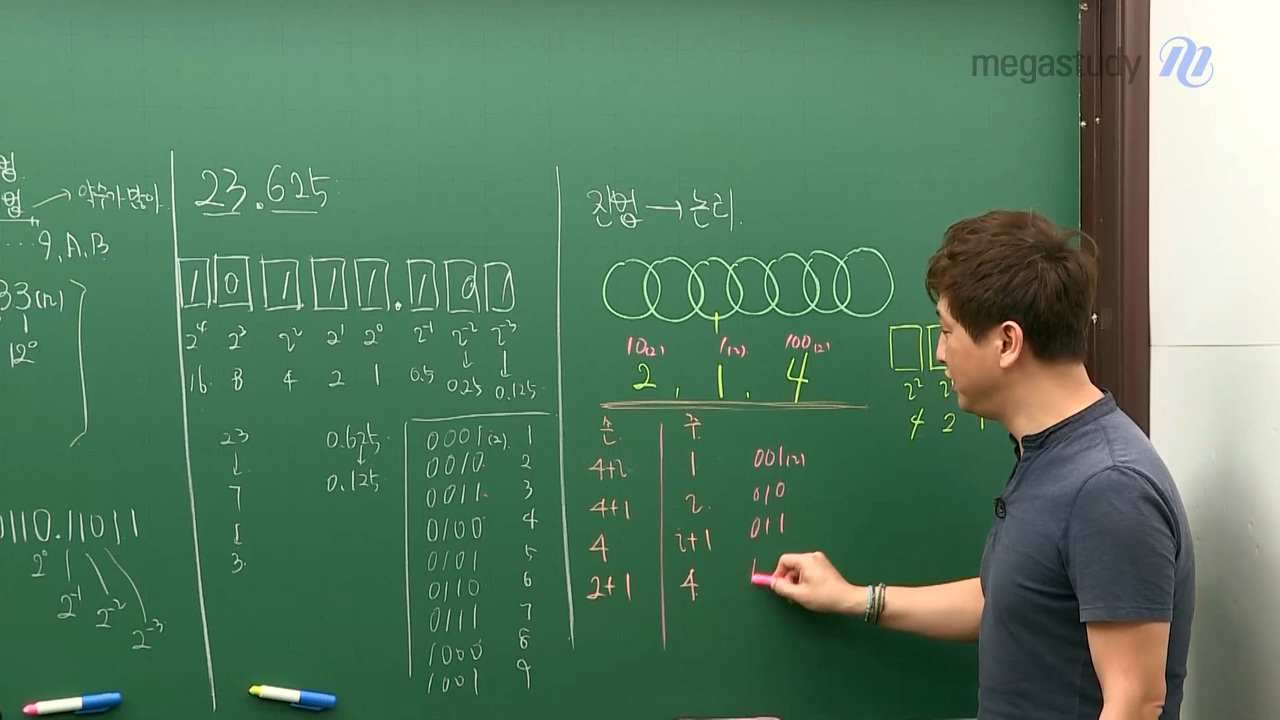 megastudy
법
→ 약수가 많아
... 9, A, B
33(12)
1
12⁰
0110.11011
2⁰
2⁻¹
2⁻²
2⁻³
23.625
1 0 1 1 1 . 1 0 1
2⁴ 2³ 2² 2¹ 2⁰ 2⁻¹ 2⁻² 2⁻³
↓ ↓
16 8 4 2 1 0.5 0.25 0.125
23 0.625
↓ ↓
7 0.125
↓
3
0001(2) 1
0010 2
0011 3
0100 4
0101 5
0110 6
0111 7
1000 8
1001 9
진법 → 논리
10(2) 1(2) 100(2)
2, 1, 4
손 주
4+2 1 001(2)
4+1 2 010
4 2+1 011
2+1 4 1
2²
4 2 1